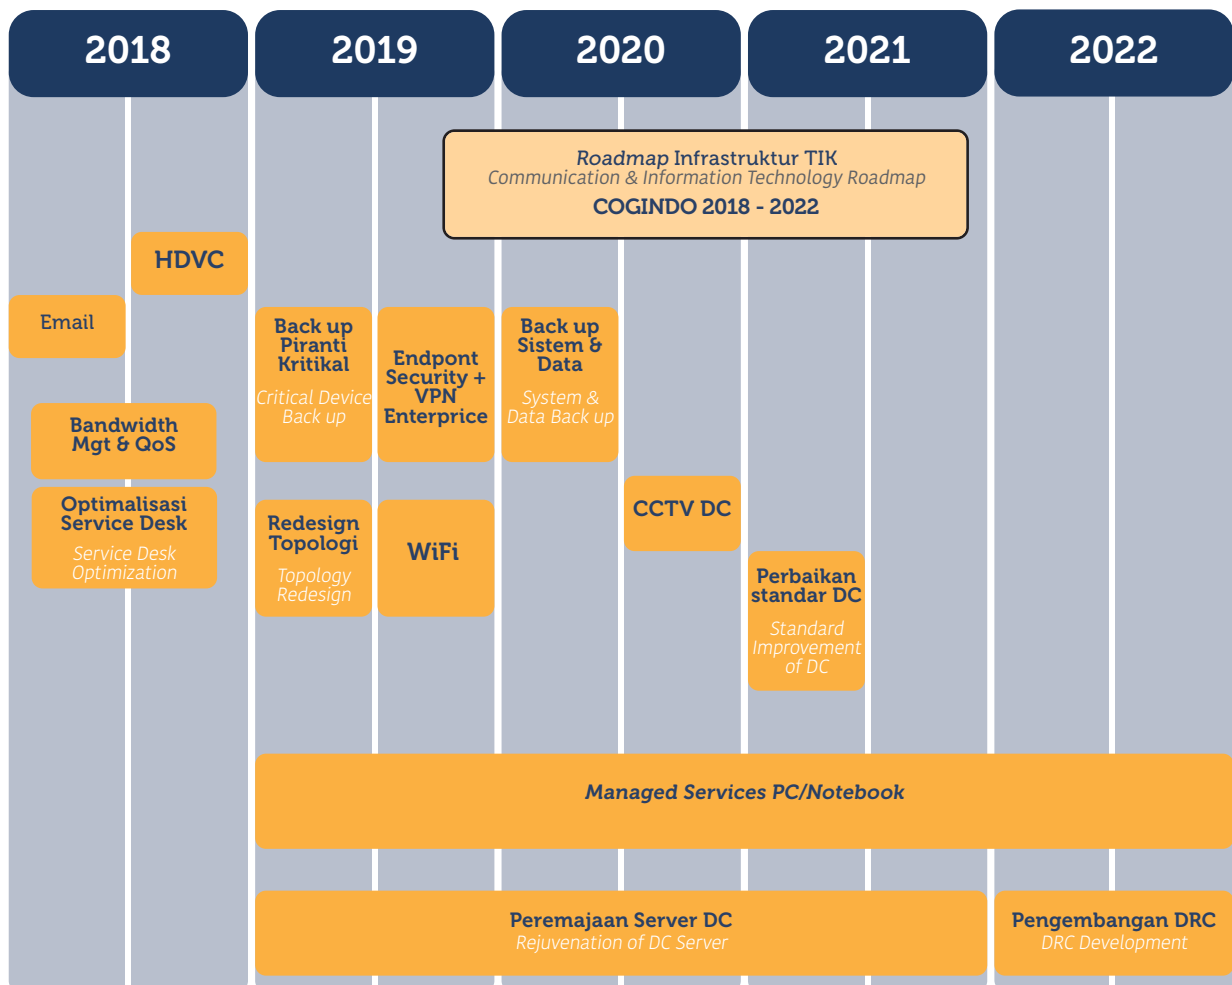 2018
2019
2020
2021
2022
Roadmap Infrastruktur TIK
Communication & Information Technology Roadmap
COGINDO 2018 - 2022
HDVC
Email
Bandwidth
Mgt & QoS
Optimalisasi
Service Desk
Service Desk
Optimization
Back up
Piranti
Kritikal
Critical Device
Back up
Endpont
Security +
VPN
Enterprice
Back up
Sistem &
Data
System &
Data Back up
Redesign
Topologi
Topology
Redesign
WiFi
CCTV DC
Perbaikan
standar DC
Standard
Improvement
of DC
Managed Services PC/Notebook
Peremajaan Server DC
Rejuvenation of DC Server
Pengembangan DRC
DRC Development